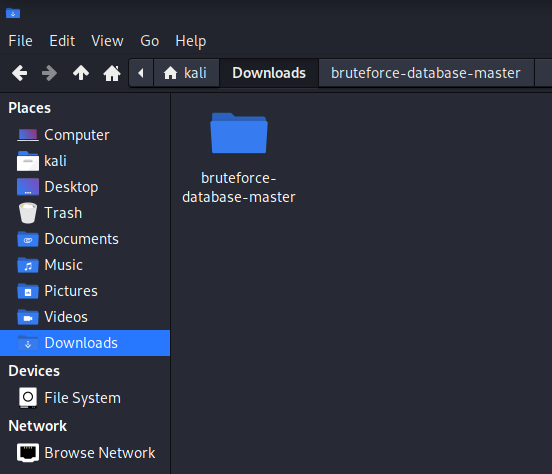 File Edit View Go Help
kali Downloads bruteforce-database-master
Places
Computer
kali
Desktop
Trash
Documents
Music
Pictures
Videos
Downloads
Devices
File System
Network
Browse Network
bruteforce-
database-master